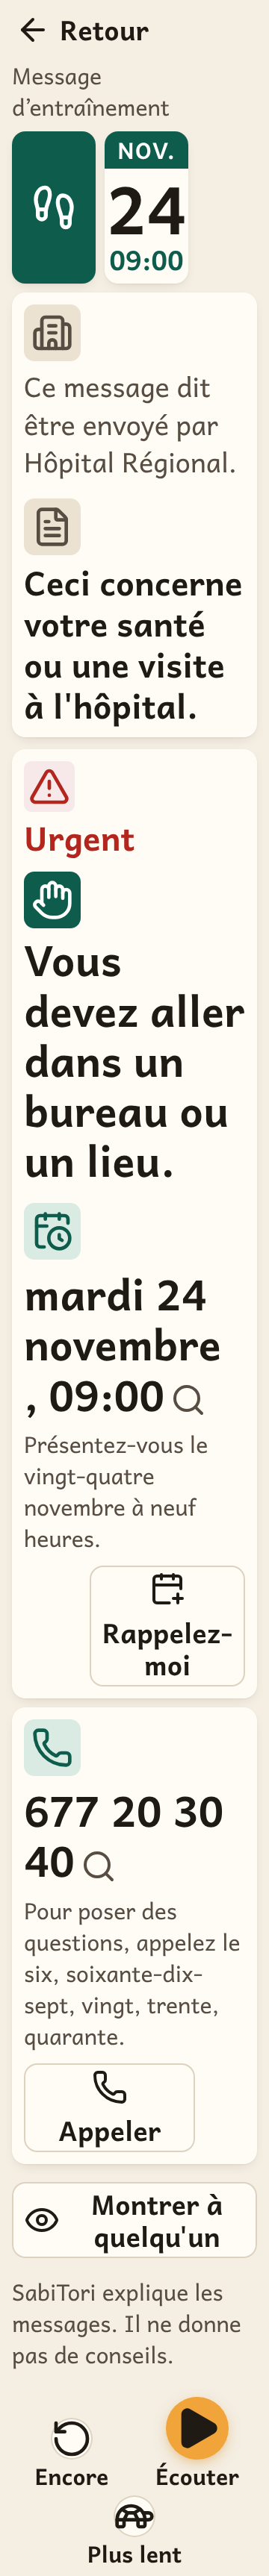 Retour
Message
d’entraînement
NOV.
24
09:00
Ce message dit
être envoyé par
Hôpital Régional.
Ceci concerne
votre santé
ou une visite
à l'hôpital.
Urgent
Vous
devez aller
dans un
bureau ou
un lieu.
mardi 24
novembre
, 09:00
Présentez-vous le
vingt-quatre
novembre à neuf
heures.
Rappelez-
moi
677 20 30
40
Pour poser des
questions, appelez le
six, soixante-dix-
sept, vingt, trente,
quarante.
Appeler
Montrer à
quelqu'un
SabiTori explique les
messages. Il ne donne
pas de conseils.
Encore
Écouter
Plus lent